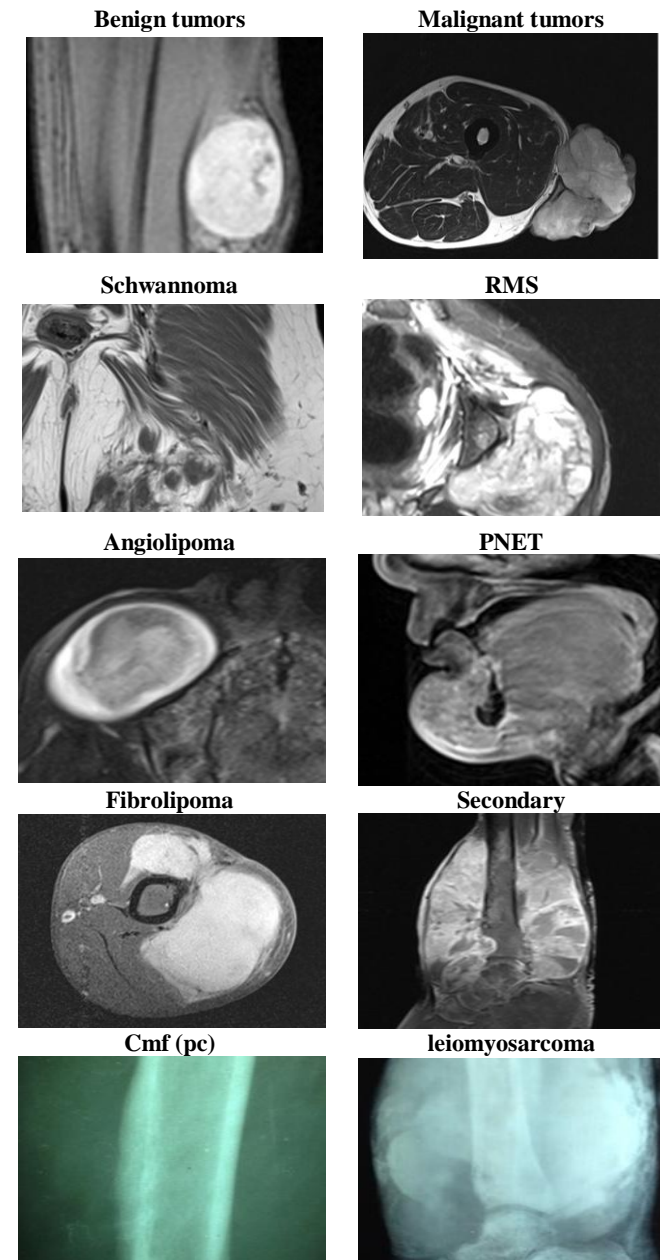 Benign tumors
Malignant tumors
Schwannoma
RMS
Angiolipoma
PNET
Fibrolipoma
Secondary
Cmf (pc)
leiomyosarcoma